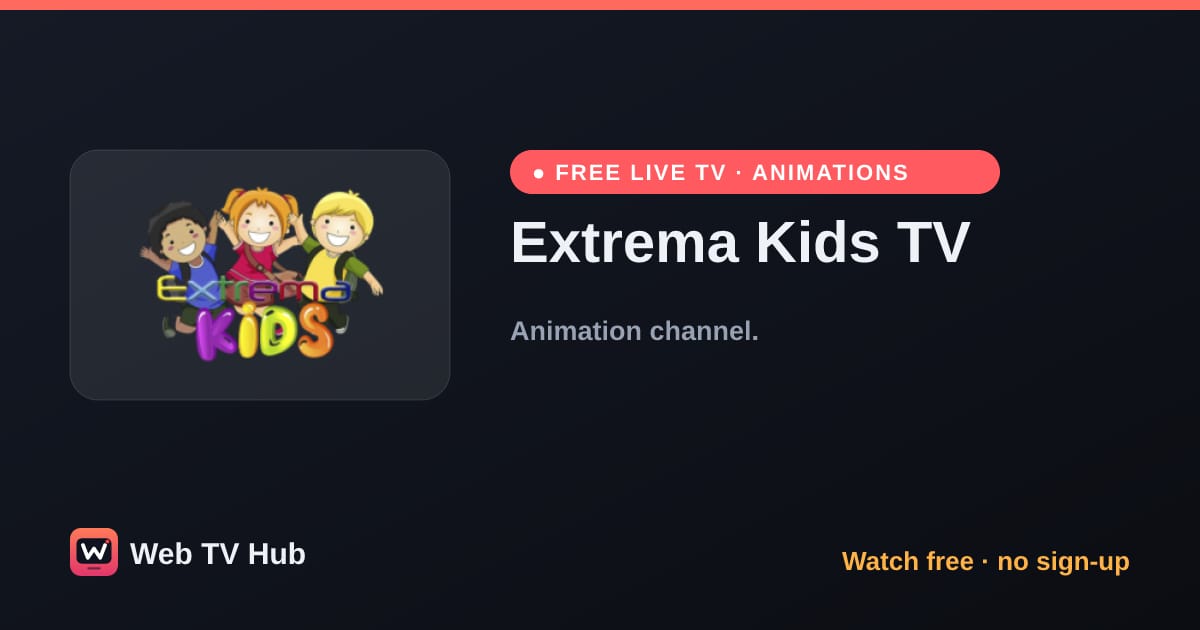 Extrema
KiDS
• FREE LIVE TV · ANIMATIONS
Extrema Kids TV
Animation channel.
W
Web TV Hub
Watch free · no sign-up